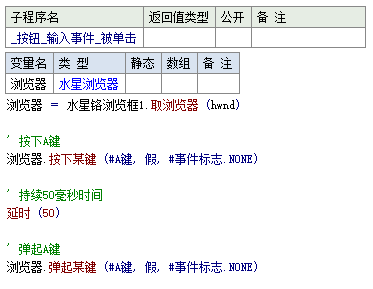 子程序名 返回值类型 公开 备 注
_按钮_输入事件_被单击
变量名 类 型 静态 数组 备 注
浏览器 水星浏览器
浏览器 = 水星铬浏览框1.取浏览器 (hwnd)
' 按下A键
浏览器.按下某键 (#A键, 假, #事件标志.NONE)
' 持续50毫秒时间
延时 (50)
' 弹起A键
浏览器.弹起某键 (#A键, 假, #事件标志.NONE)